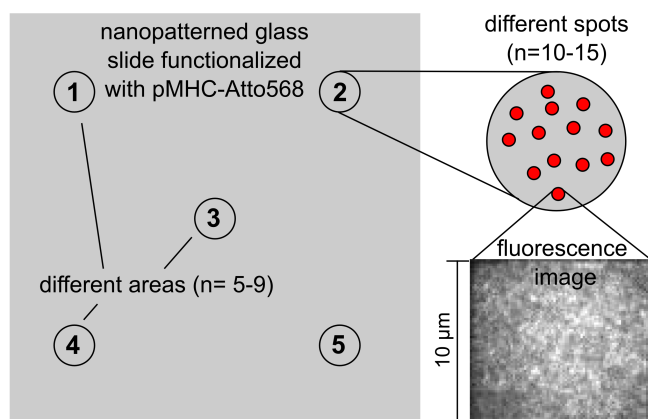 nanopatterned glass
slide functionalized
with pMHC-Atto568
1
2
3
different areas (n= 5-9)
4
5
different spots
(n=10-15)
fluorescence
image
10 µm